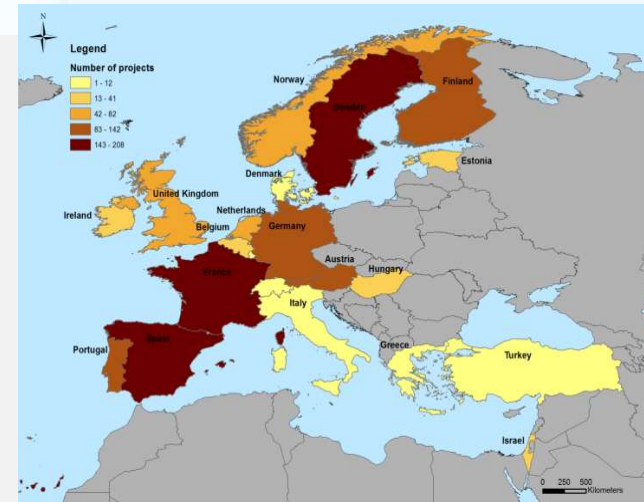 N
Legend
Number of projects
1 - 12
13 - 41
42 - 82
83 - 142
143 - 208
Norway
Sweden
Finland
Estonia
Denmark
United Kingdom
Ireland
Netherlands
Belgium
Germany
Austria
Hungary
France
Italy
Portugal
Spain
Greece
Turkey
Israel
0 250 500
Kilometers